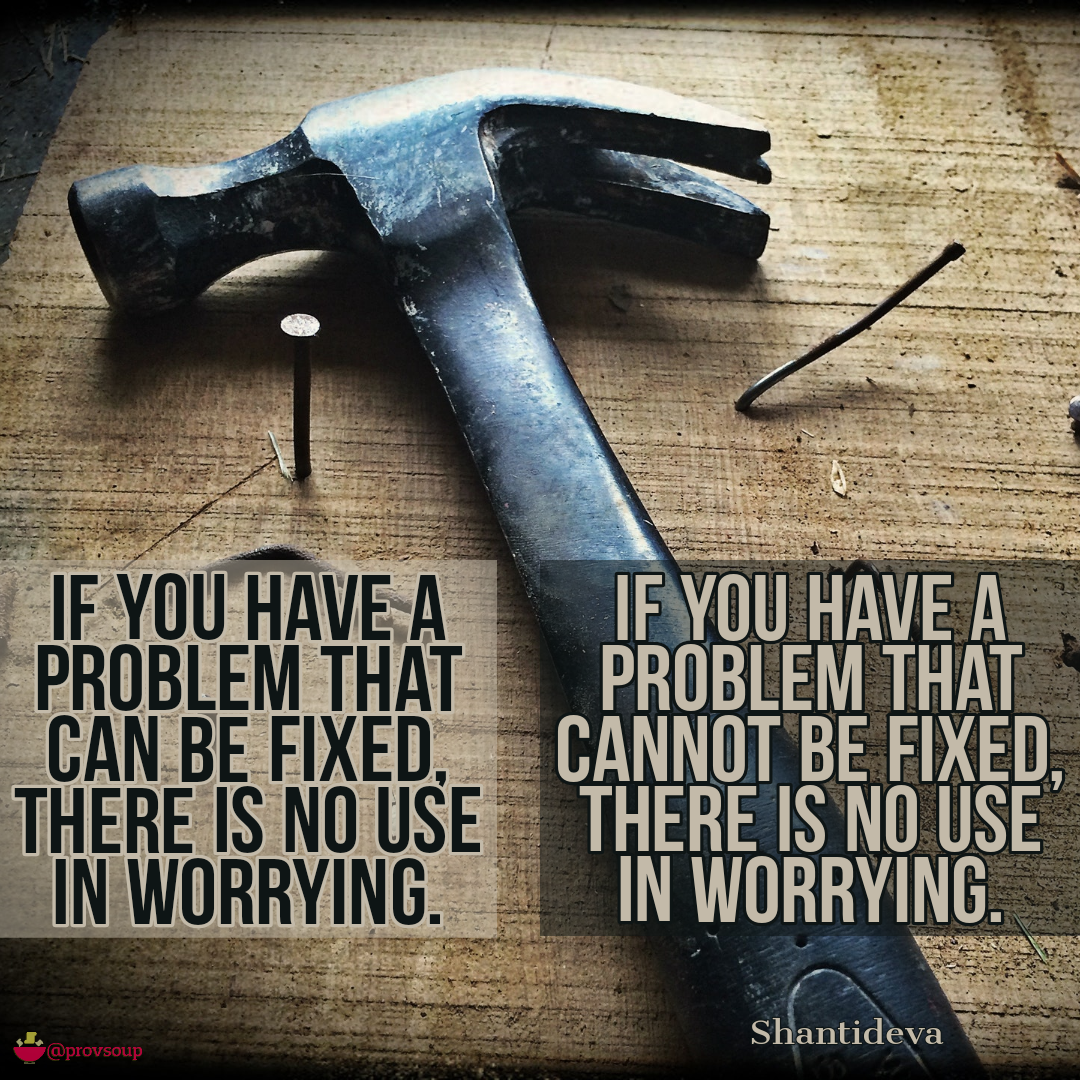 IF YOU HAVE A
PROBLEM THAT
CAN BE FIXED,
THERE IS NO USE
IN WORRYING.
IF YOU HAVE A
PROBLEM THAT
CANNOT BE FIXED,
THERE IS NO USE
IN WORRYING.
Shantideva
@provsoup